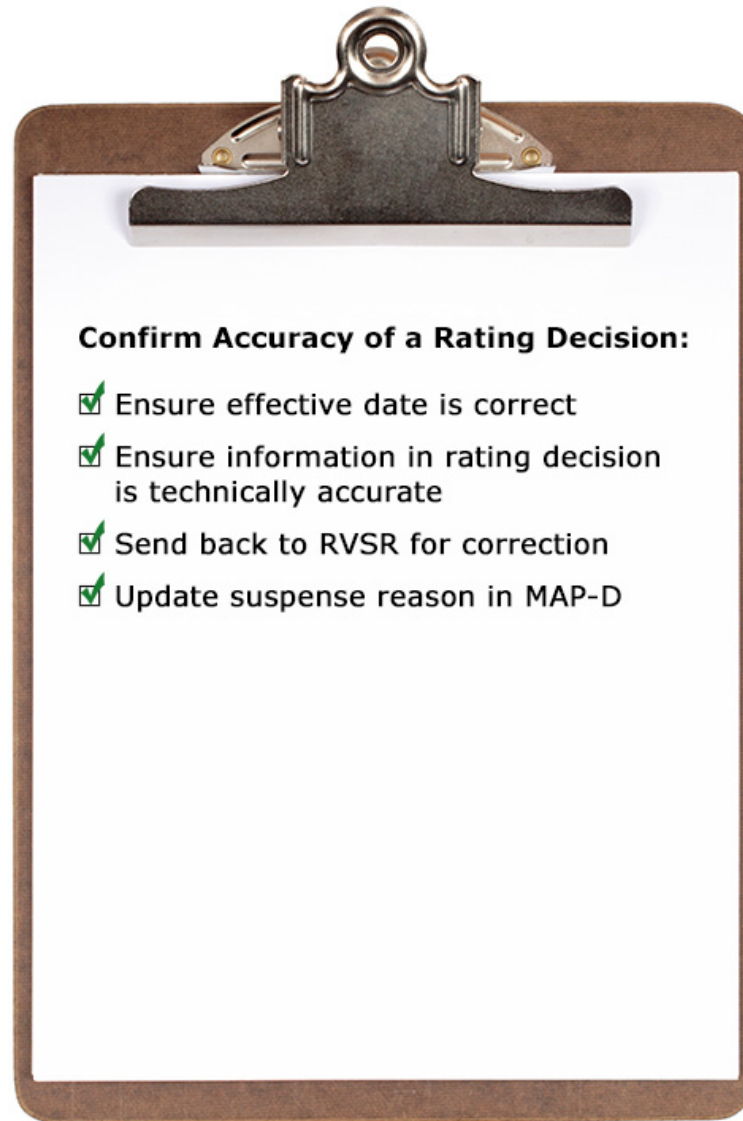 Confirm Accuracy of a Rating Decision:
Ensure effective date is correct
Ensure information in rating decision
is technically accurate
Send back to RVSR for correction
Update suspense reason in MAP-D